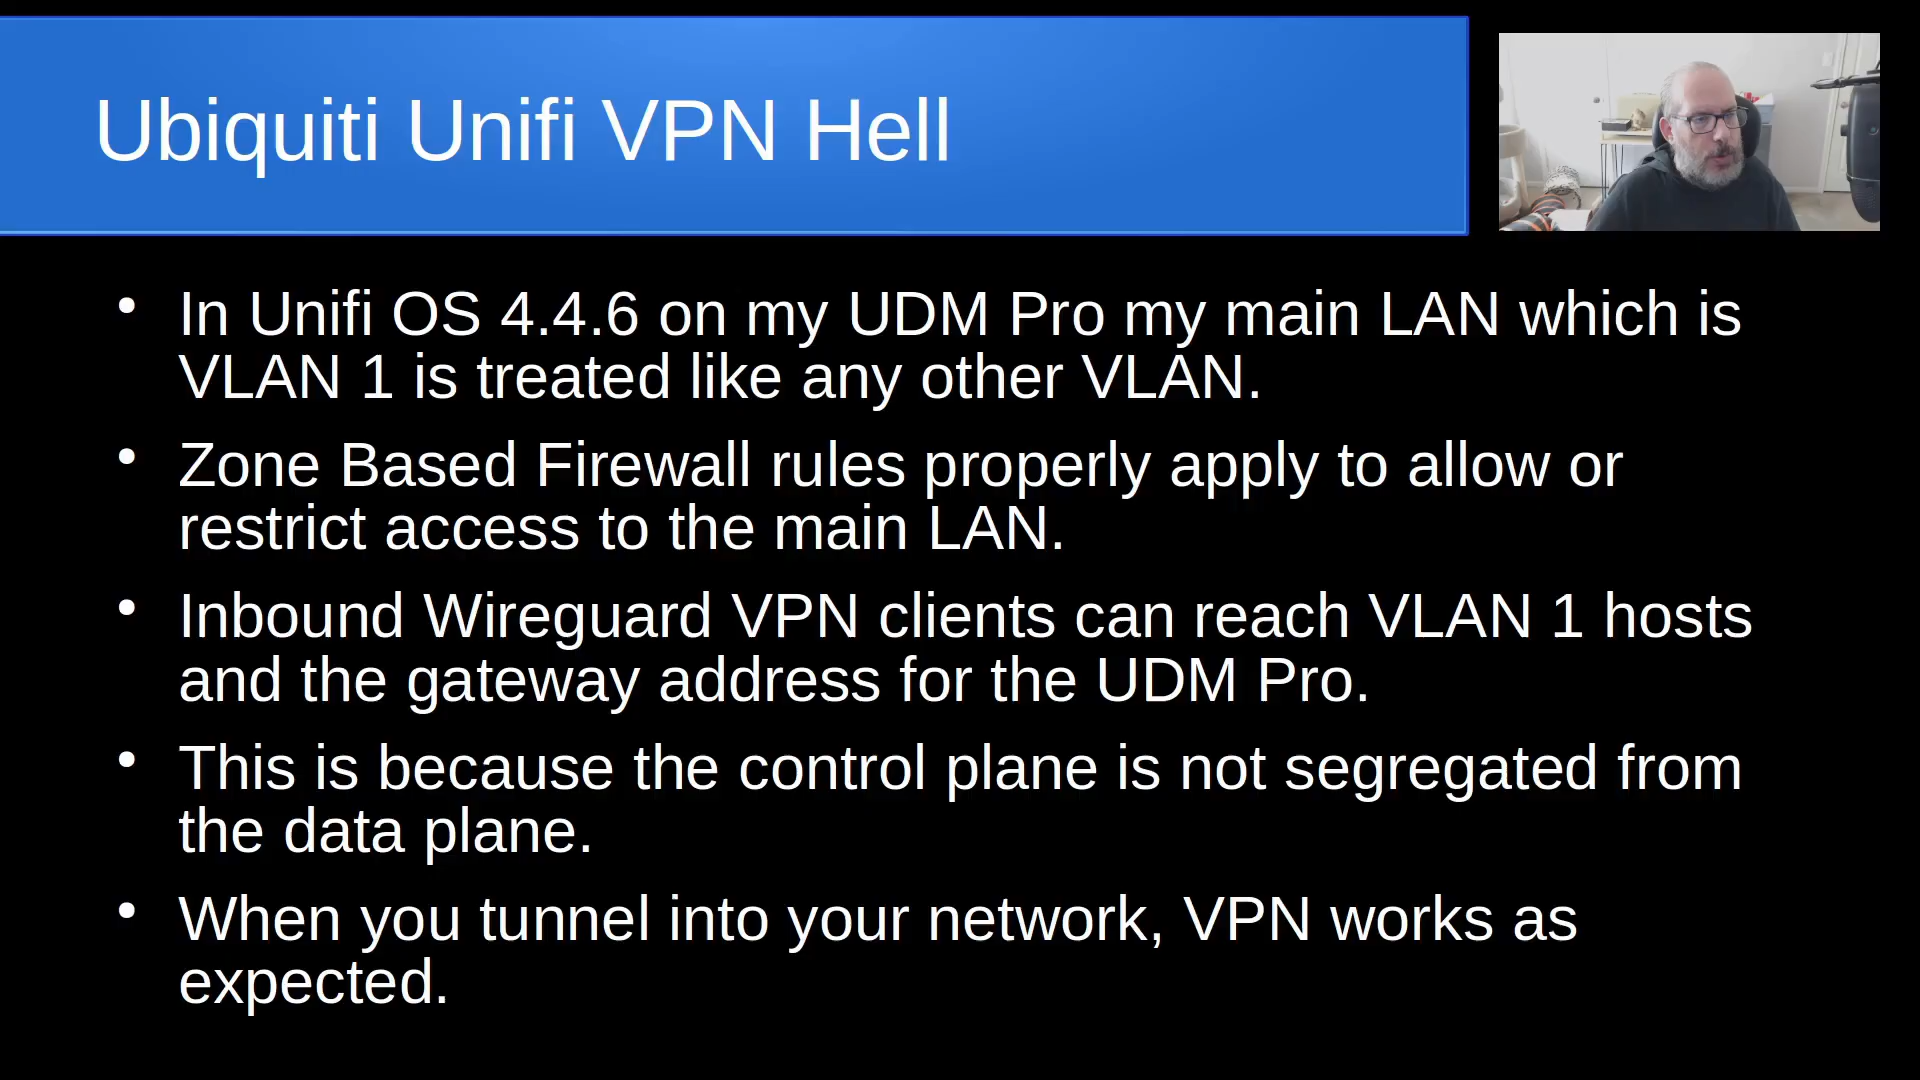 Ubiquiti Unifi VPN Hell
• In Unifi OS 4.4.6 on my UDM Pro my main LAN which is
VLAN 1 is treated like any other VLAN.
• Zone Based Firewall rules properly apply to allow or
restrict access to the main LAN.
• Inbound Wireguard VPN clients can reach VLAN 1 hosts
and the gateway address for the UDM Pro.
• This is because the control plane is not segregated from
the data plane.
• When you tunnel into your network, VPN works as
expected.